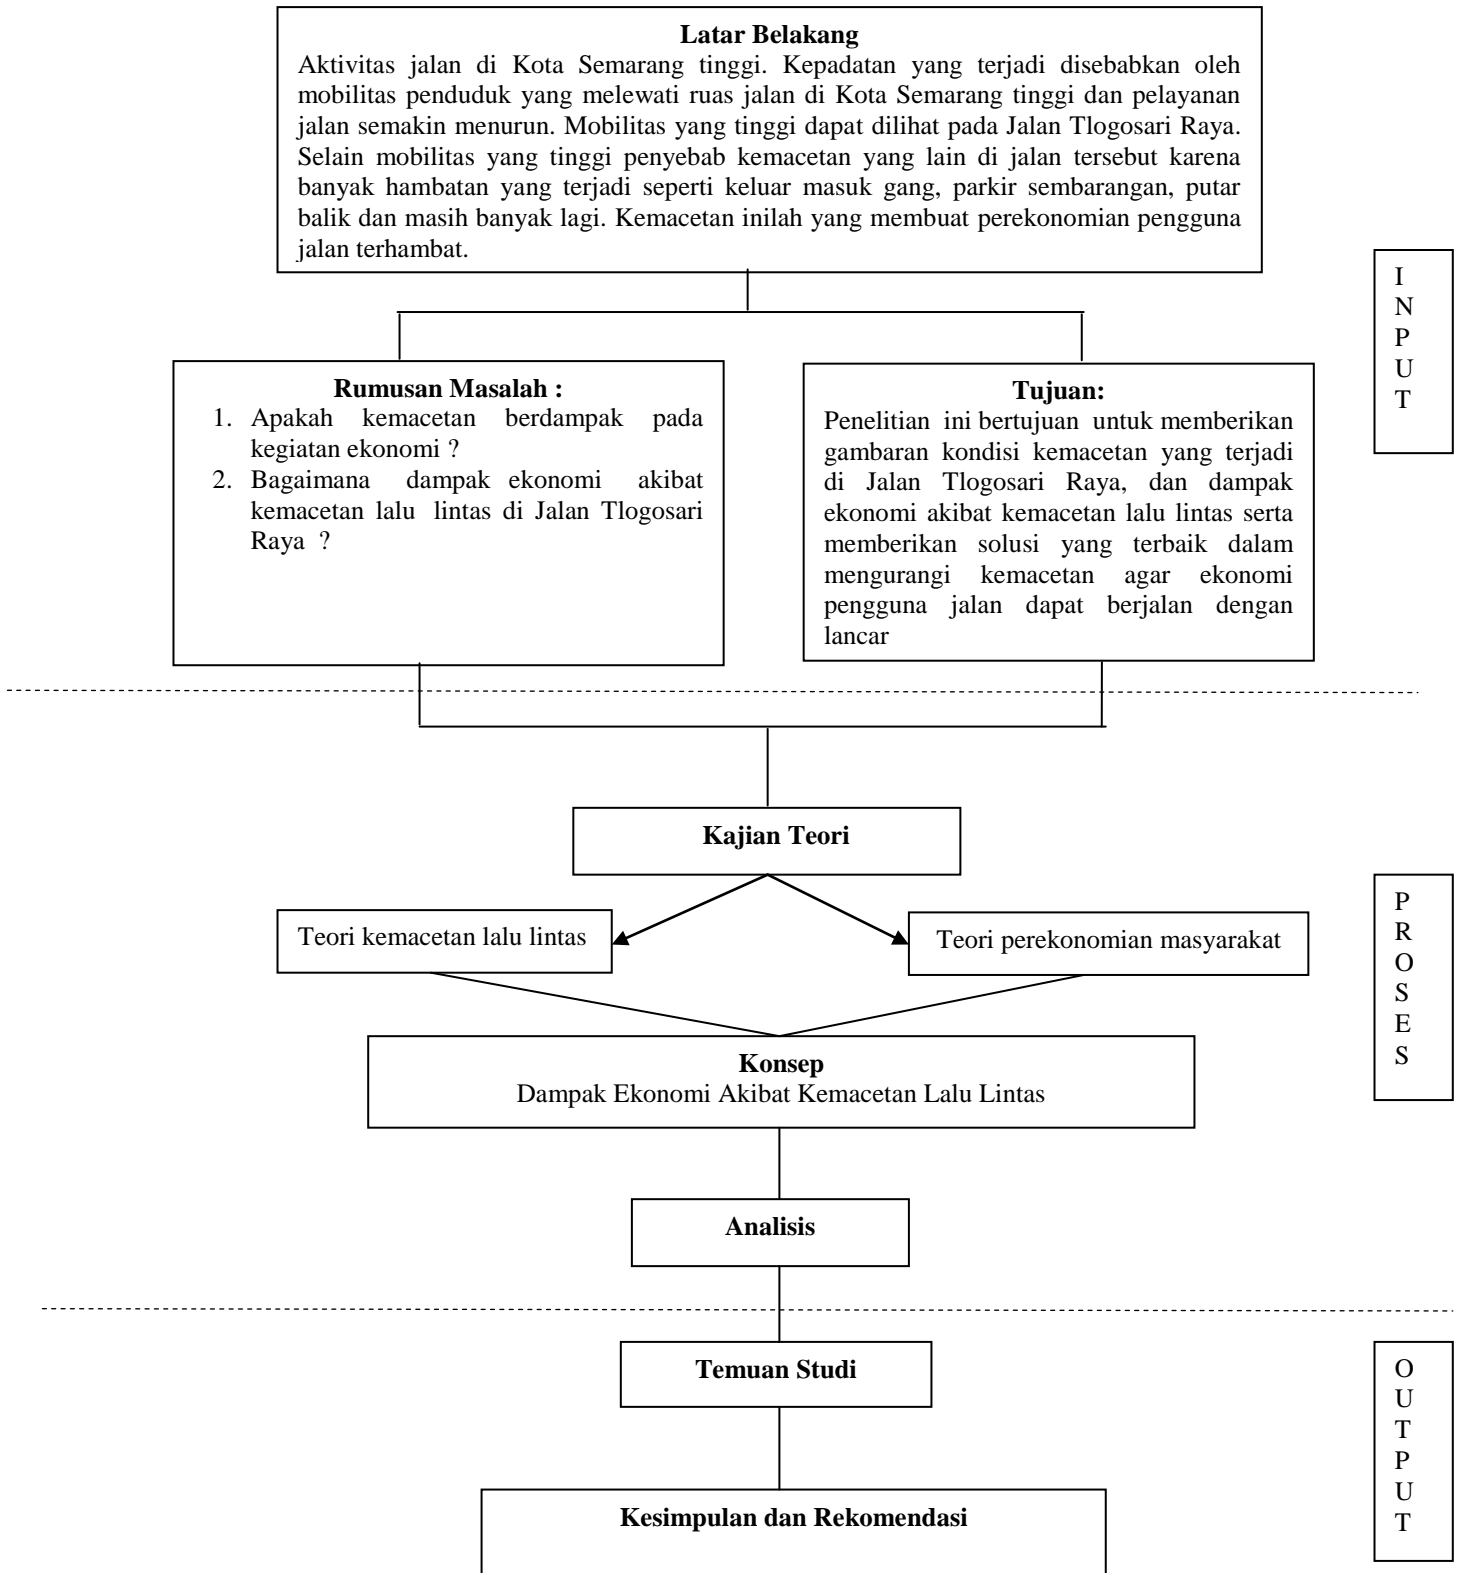 Latar Belakang
Aktivitas jalan di Kota Semarang tinggi. Kepadatan yang terjadi disebabkan oleh
mobilitas penduduk yang melewati ruas jalan di Kota Semarang tinggi dan pelayanan
jalan semakin menurun. Mobilitas yang tinggi dapat dilihat pada Jalan Tlogosari Raya.
Selain mobilitas yang tinggi penyebab kemacetan yang lain di jalan tersebut karena
banyak hambatan yang terjadi seperti keluar masuk gang, parkir sembarangan, putar
balik dan masih banyak lagi. Kemacetan inilah yang membuat perekonomian pengguna
jalan terhambat.
I
N
P
U
T
Rumusan Masalah :
1. Apakah kemacetan berdampak pada
kegiatan ekonomi ?
2. Bagaimana dampak ekonomi akibat
kemacetan lalu lintas di Jalan Tlogosari
Raya ?
Tujuan:
Penelitian ini bertujuan untuk memberikan
gambaran kondisi kemacetan yang terjadi
di Jalan Tlogosari Raya, dan dampak
ekonomi akibat kemacetan lalu lintas serta
memberikan solusi yang terbaik dalam
mengurangi kemacetan agar ekonomi
pengguna jalan dapat berjalan dengan
lancar
Kajian Teori
Teori kemacetan lalu lintas
Teori perekonomian masyarakat
P
R
O
S
E
S
Konsep
Dampak Ekonomi Akibat Kemacetan Lalu Lintas
Analisis
Temuan Studi
O
U
T
P
U
T
Kesimpulan dan Rekomendasi